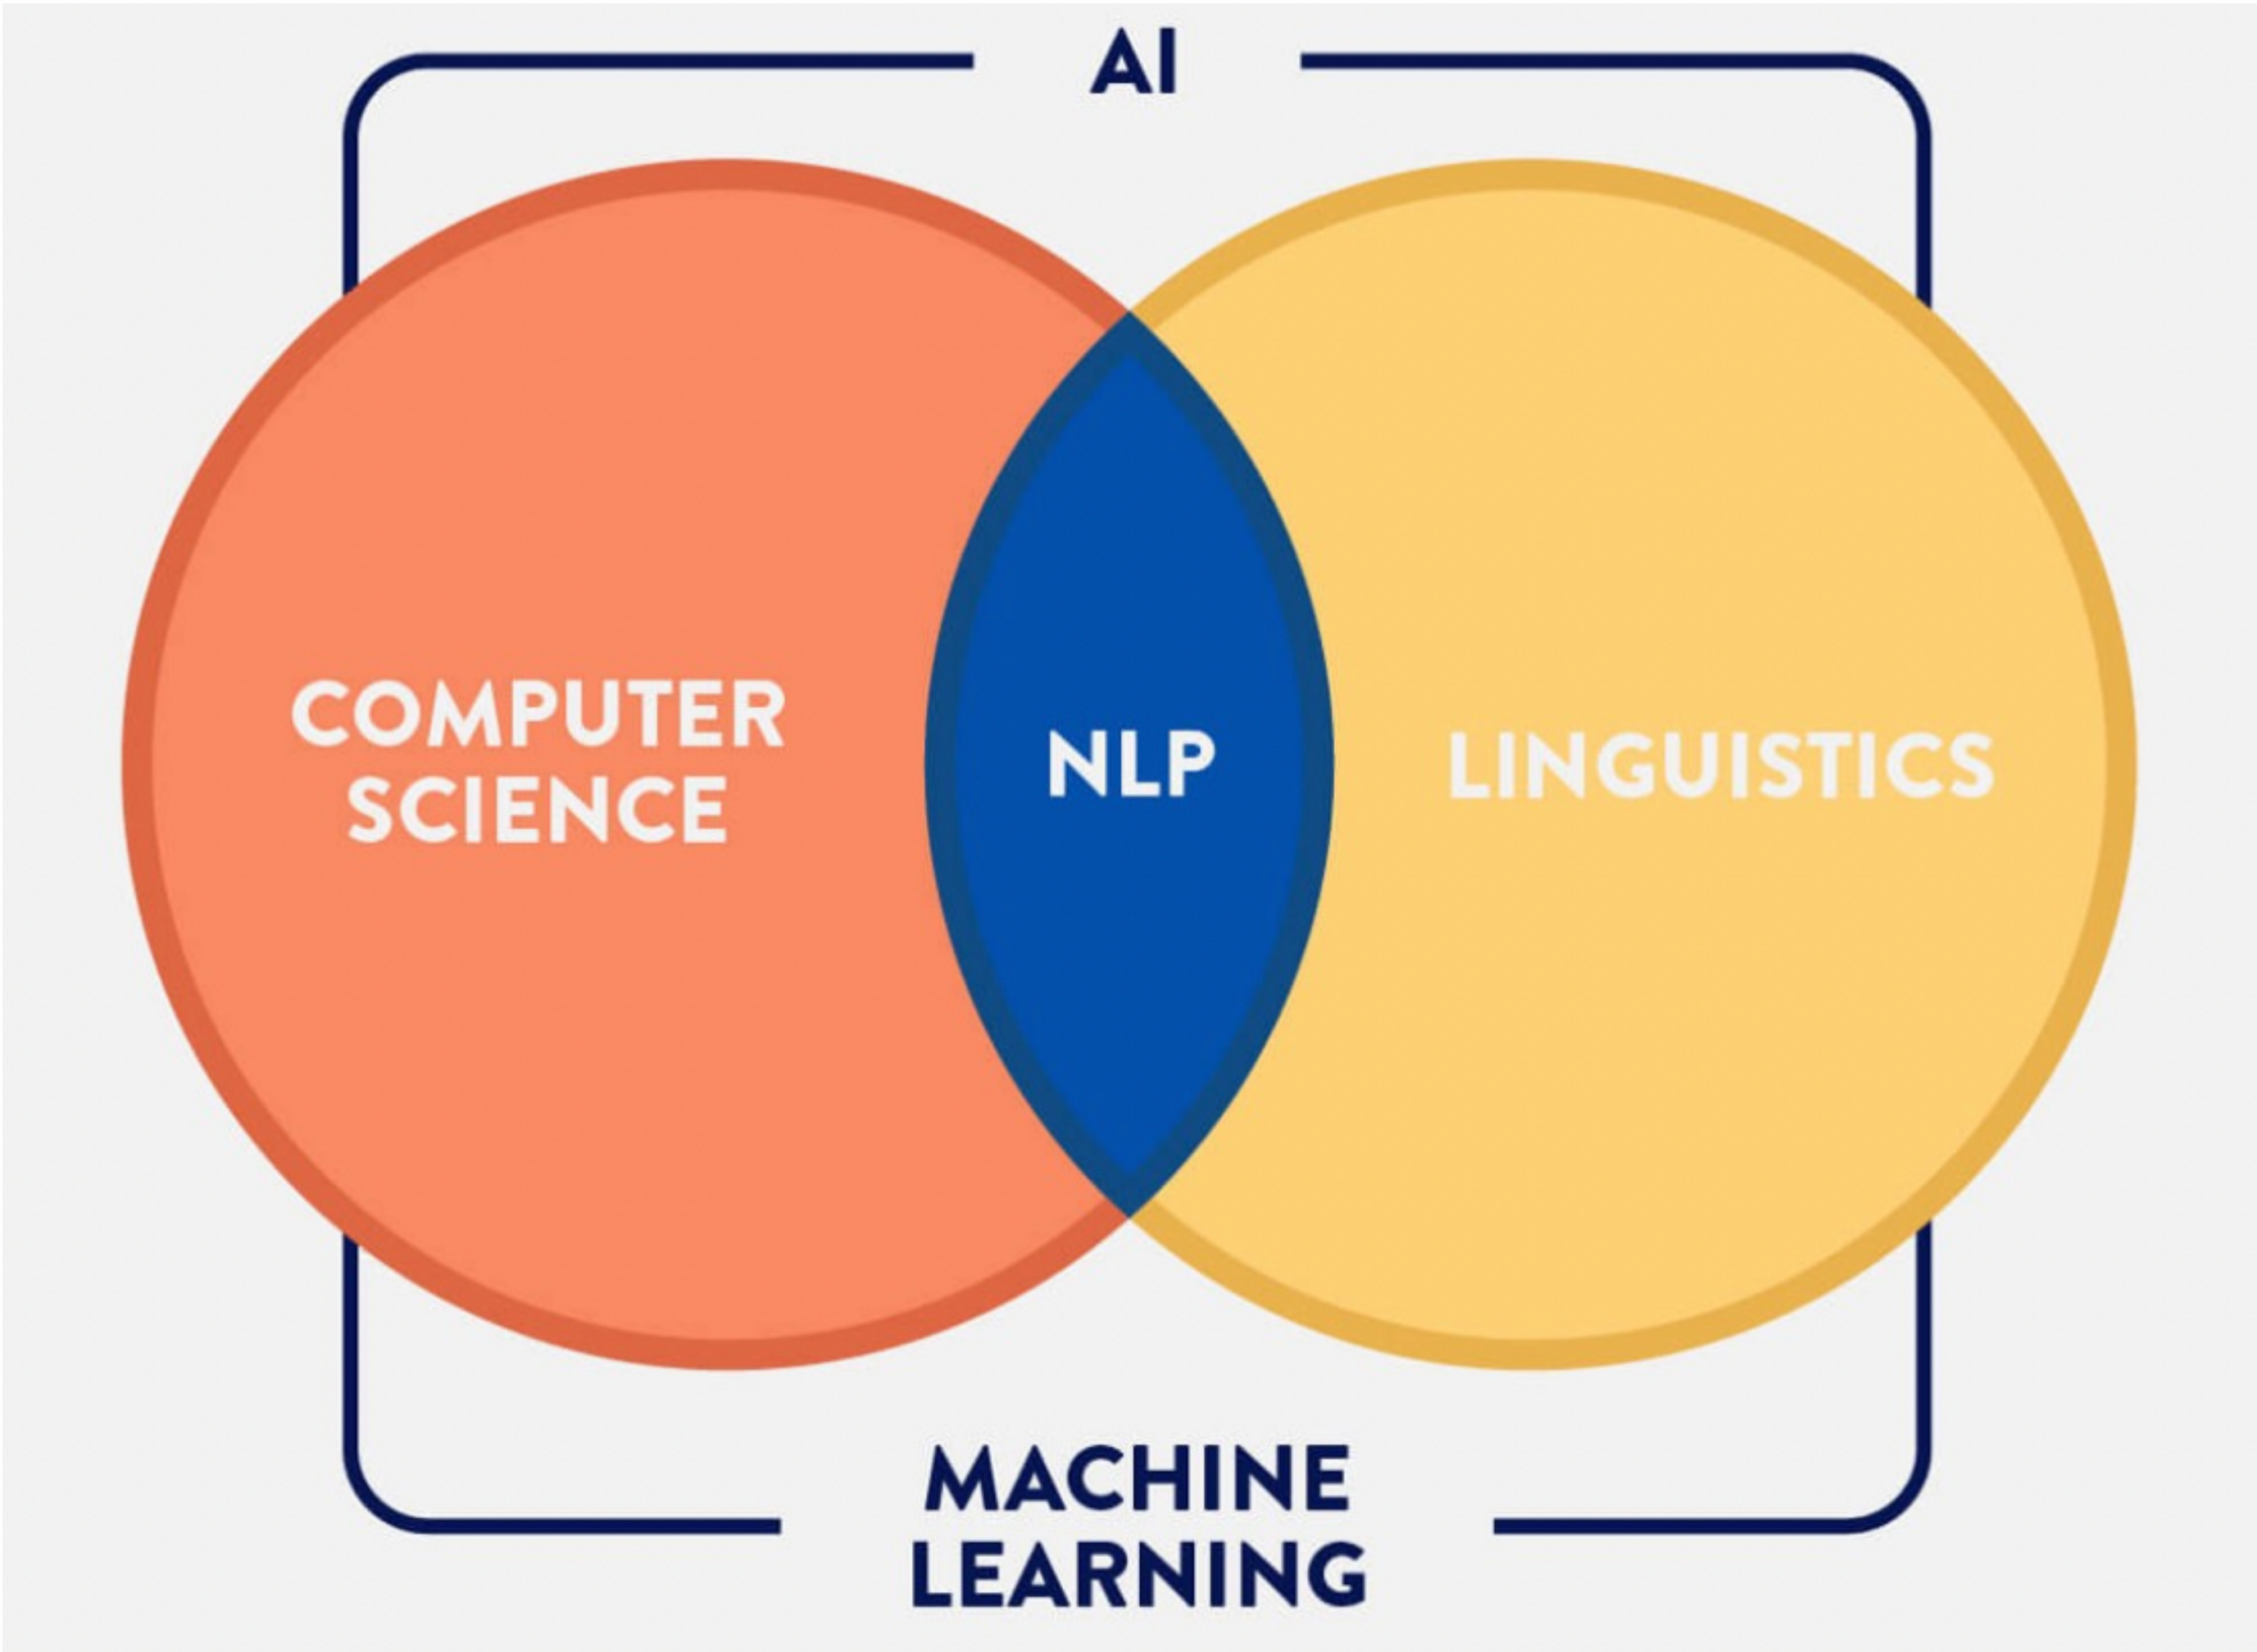 AI
COMPUTER
SCIENCE
NLP
LINGUISTICS
MACHINE
LEARNING